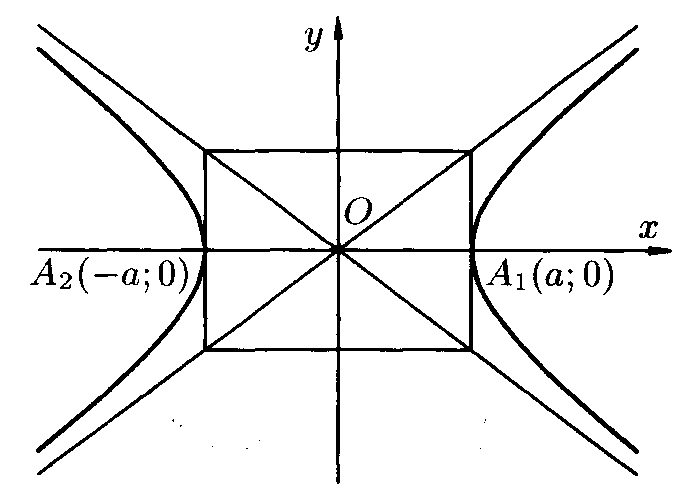 y
O
x
A₂(−a; 0)
A₁(a; 0)